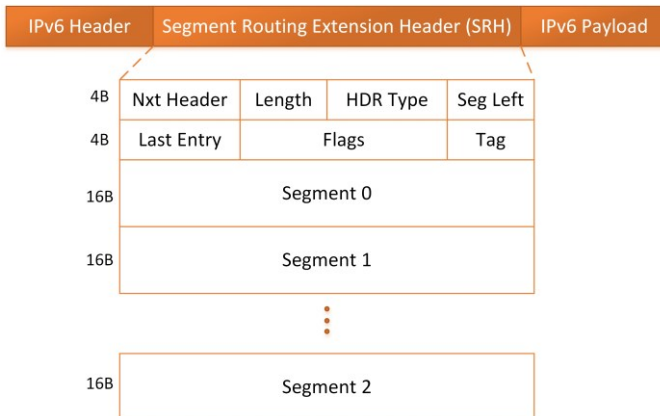 IPv6 Header Segment Routing Extension Header (SRH) IPv6 Payload
4B Nxt Header Length HDR Type Seg Left
4B Last Entry Flags Tag
16B Segment 0
16B Segment 1
16B Segment 2